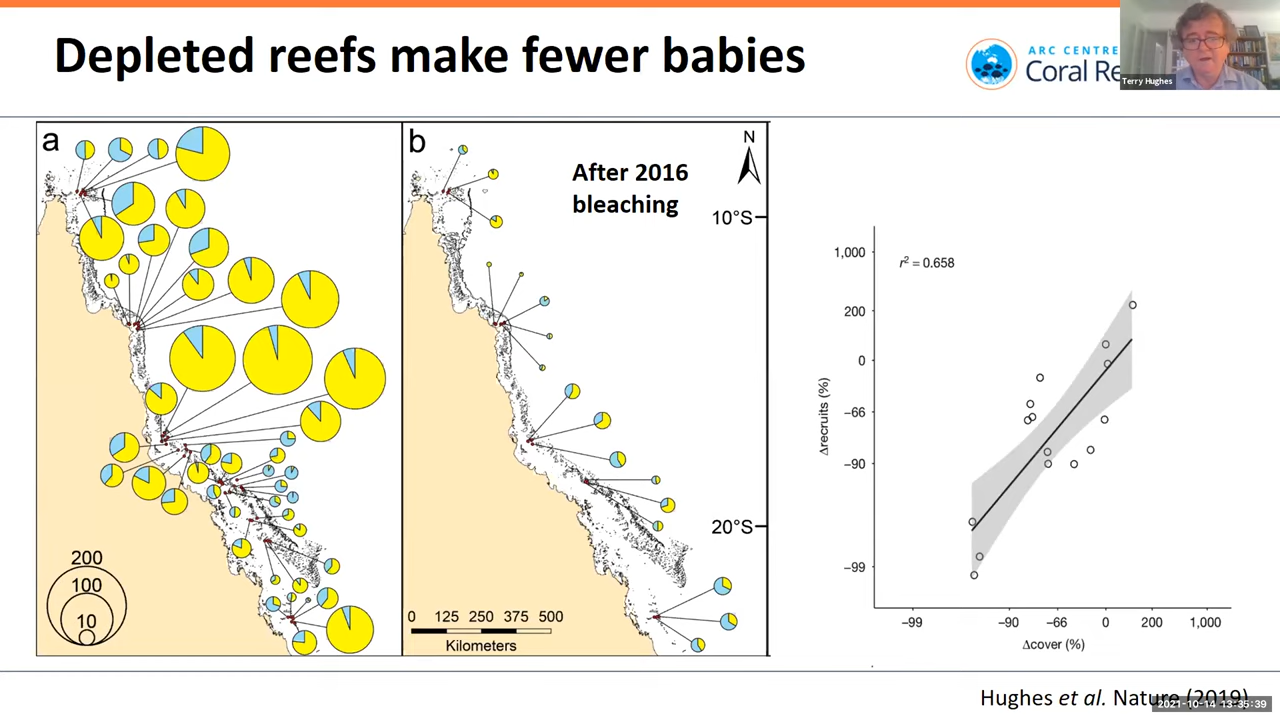 Depleted reefs make fewer babies
ARC CENTRE
Coral Re
Terry Hughes
a
200
100
10
b
After 2016
bleaching
N
10°S
20°S
0 125 250 375 500
Kilometers
r² = 0.658
Δrecruits (%)
1,000
200
0
−66
−90
−99
−99 −90 −66 0 200 1,000
Δcover (%)
Hughes et al. Nature (2019)
2021-10-14 13:35:39